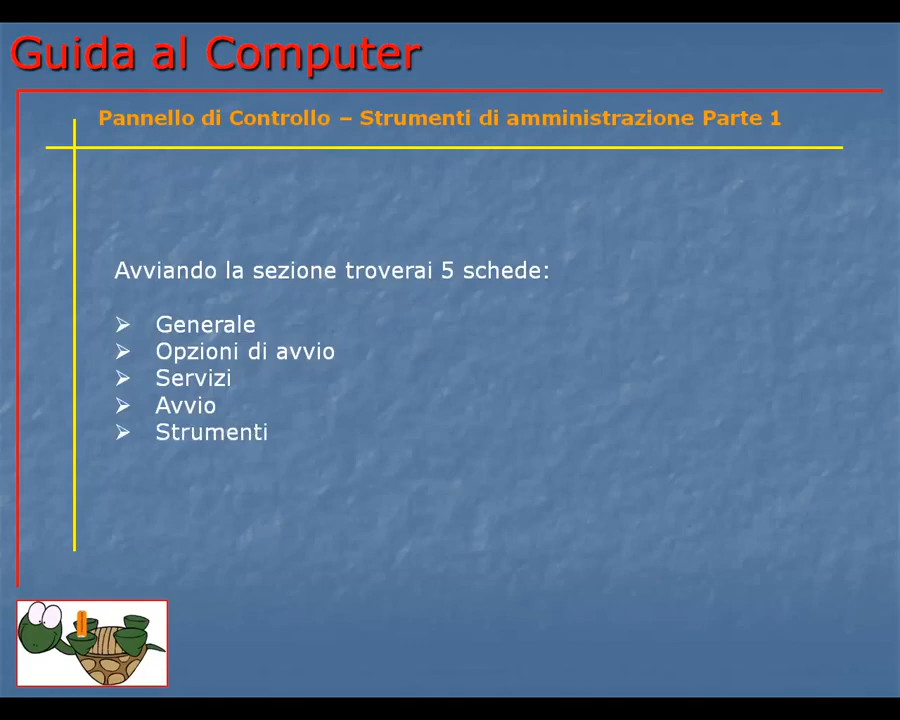 Guida al Computer
Pannello di Controllo – Strumenti di amministrazione Parte 1
Avviando la sezione troverai 5 schede:
Generale
Opzioni di avvio
Servizi
Avvio
Strumenti